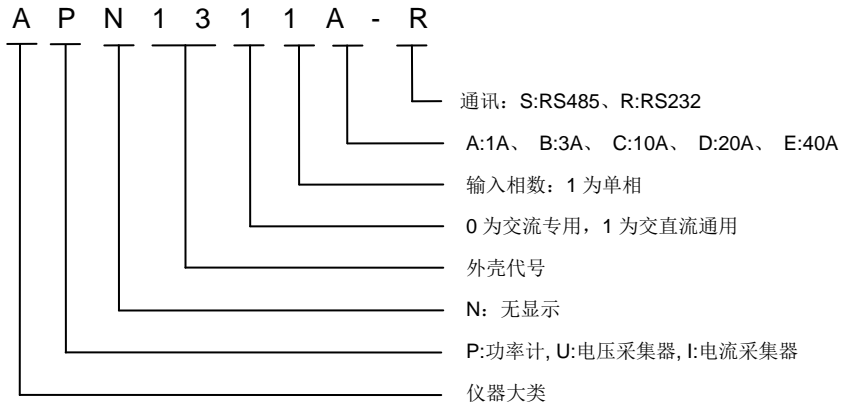 A P N 1 3 1 1 A - R
通讯：S:RS485、R:RS232
A:1A、 B:3A、 C:10A、 D:20A、 E:40A
输入相数：1 为单相
0 为交流专用，1 为交直流通用
外壳代号
N：无显示
P:功率计, U:电压采集器, I:电流采集器
仪器大类